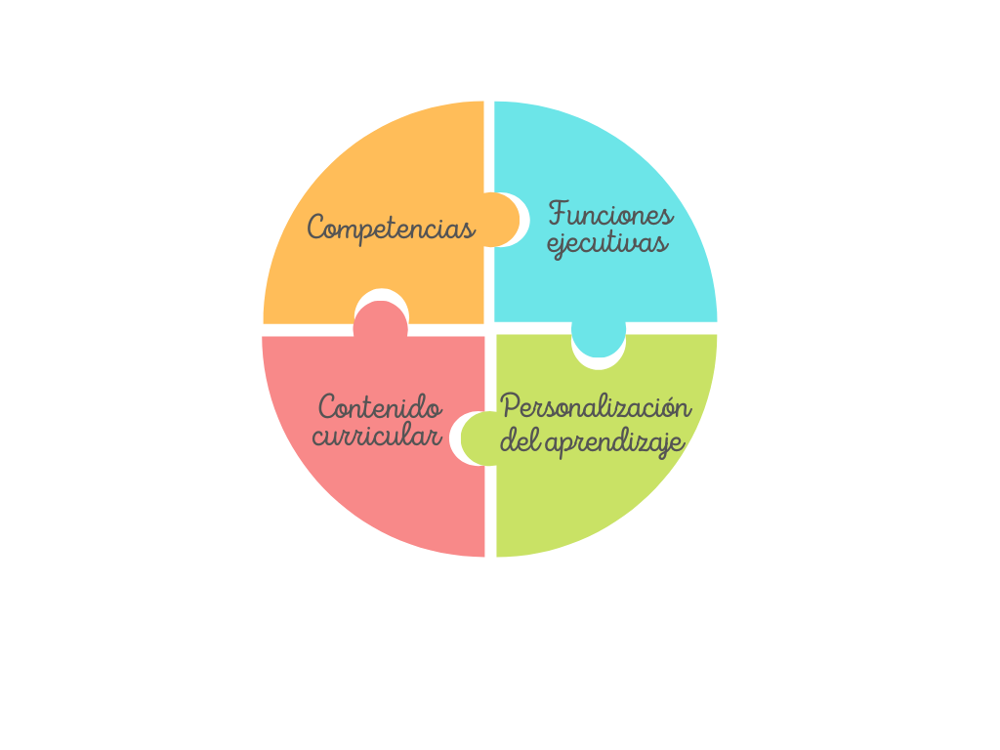 Competencias
Funciones
ejecutivas
Contenido
curricular
Personalización
del aprendizaje